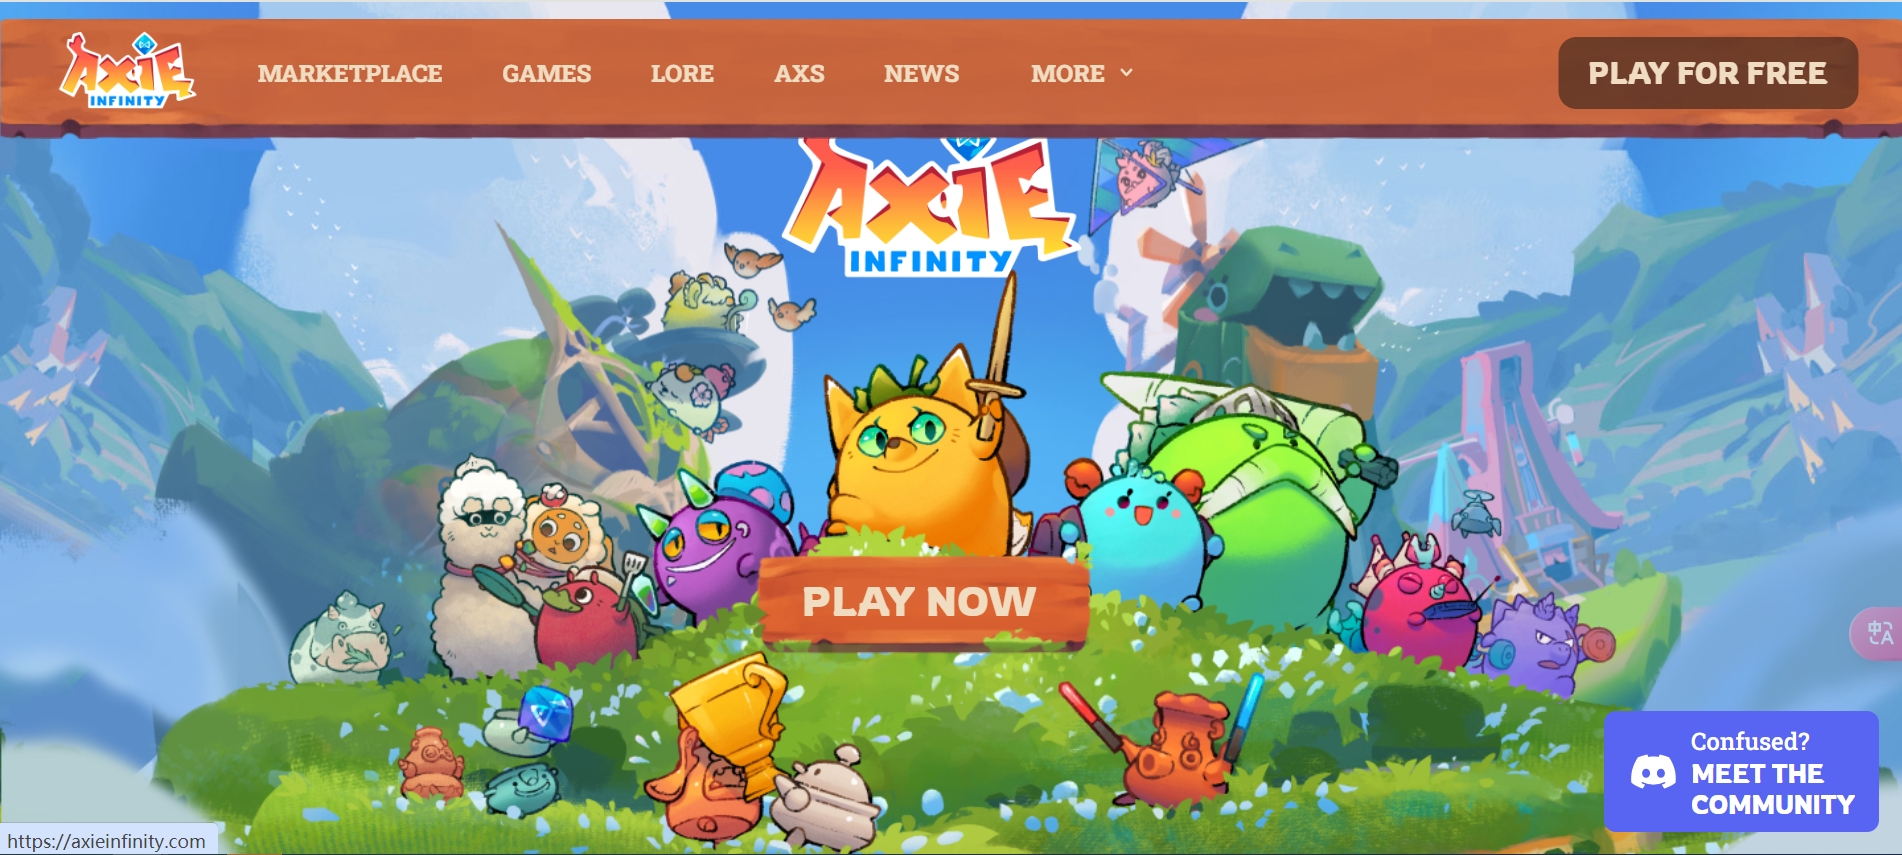 AXIE
INFINITY
MARKETPLACE
GAMES
LORE
AXS
NEWS
MORE
PLAY FOR FREE
AXIE
INFINITY
PLAY NOW
Confused?
MEET THE
COMMUNITY
中
A
https://axieinfinity.com